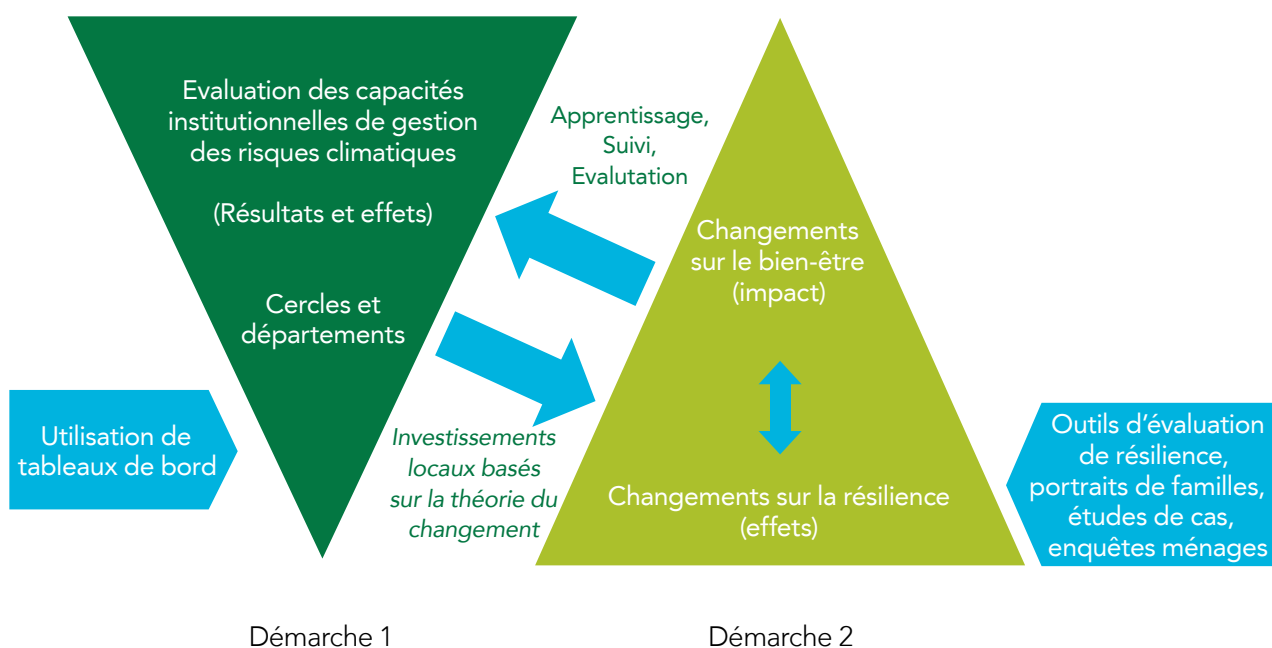 Evaluation des capacités
institutionnelles de gestion
des risques climatiques
(Résultats et effets)
Cercles et
départements
Apprentissage,
Suivi,
Evalutation
Changements
sur le bien-être
(impact)
Utilisation de
tableaux de bord
Investissements
locaux basés
sur la théorie du
changement
Changements sur la résilience
(effets)
Outils d’évaluation
de résilience,
portraits de familles,
études de cas,
enquêtes ménages
Démarche 1
Démarche 2